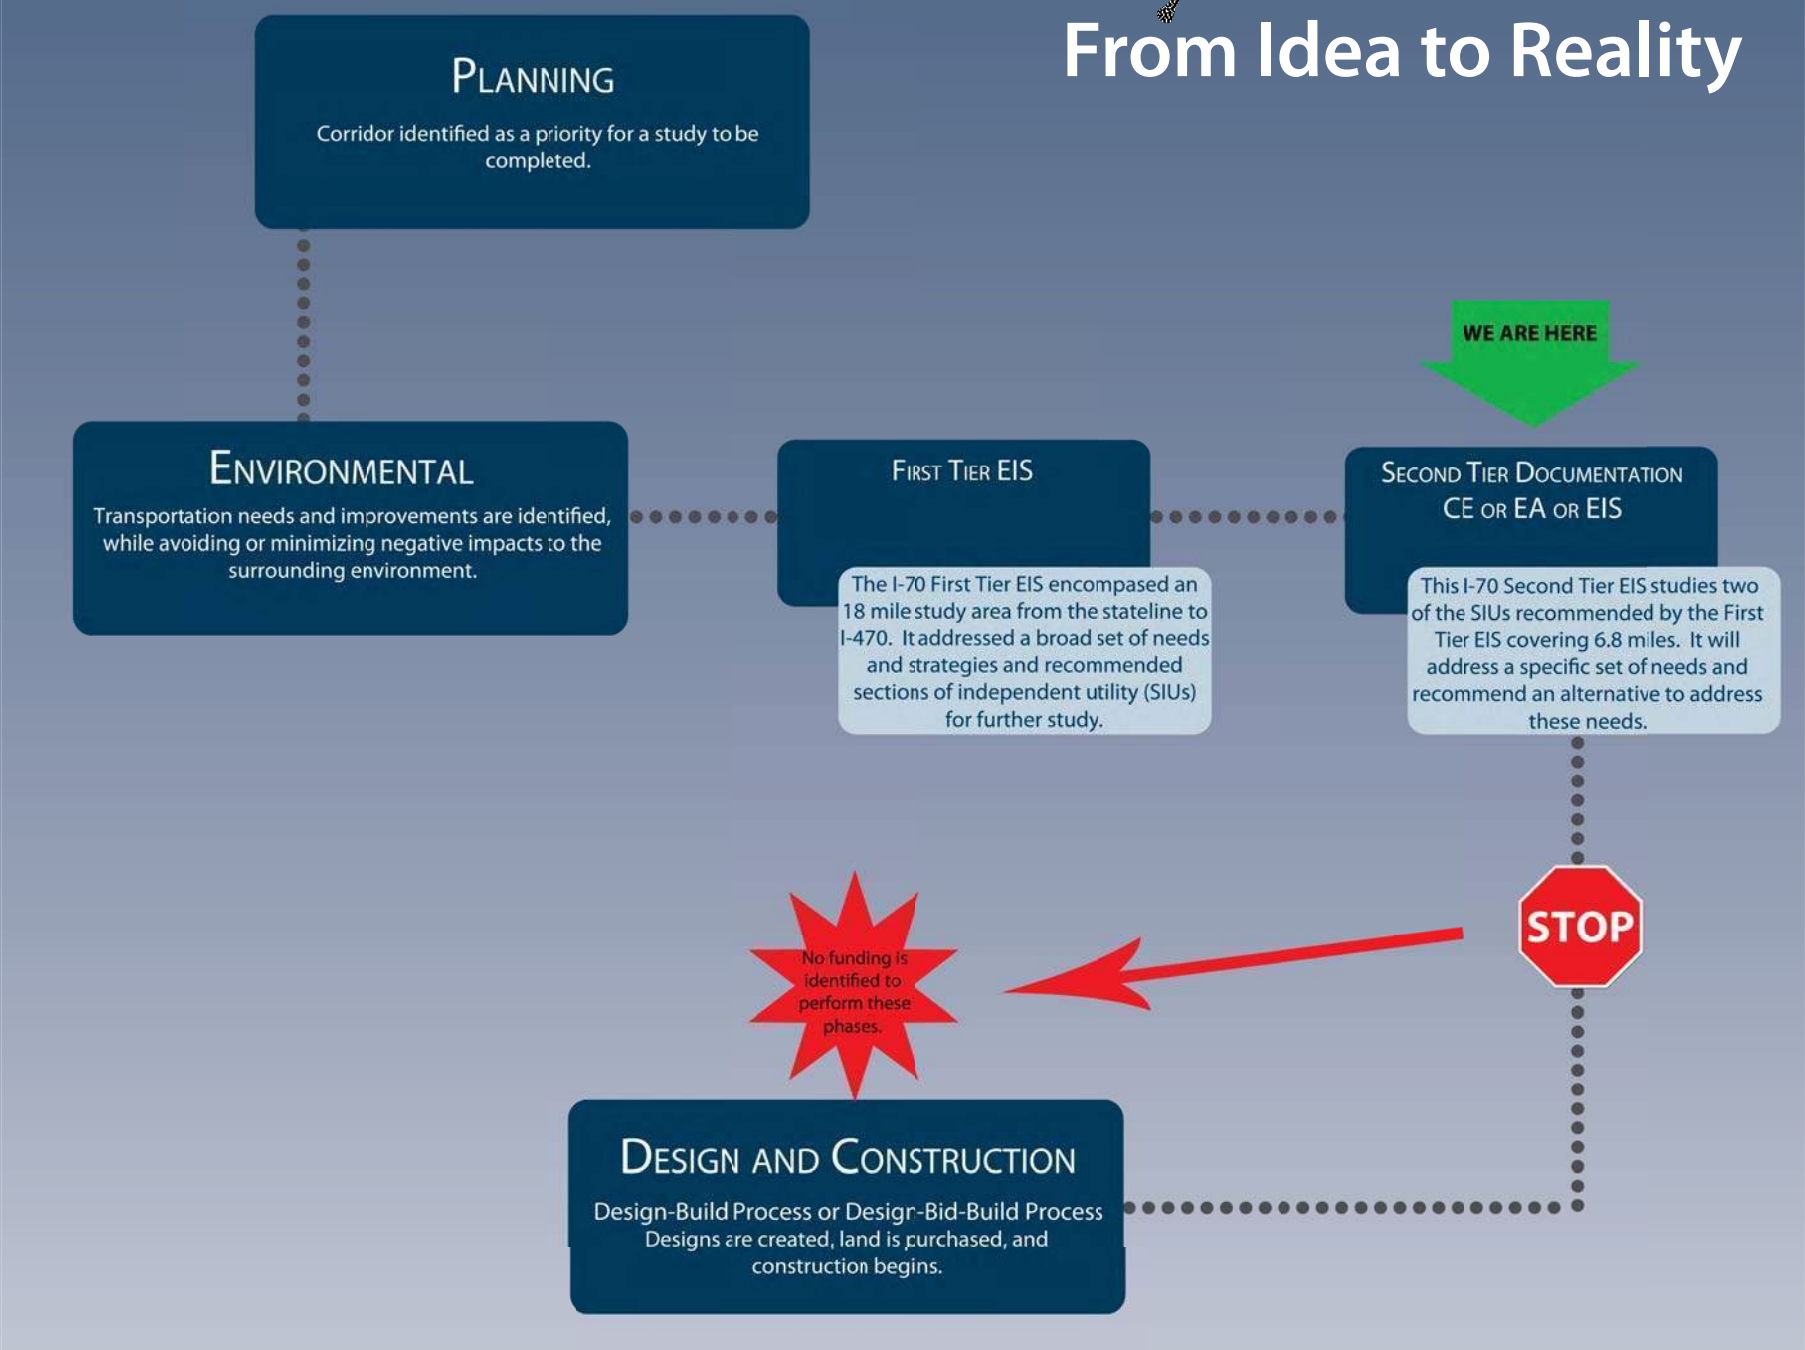 From Idea to Reality
PLANNING
Corridor identified as a priority for a study to be
completed.
WE ARE HERE
ENVIRONMENTAL
Transportation needs and improvements are identified,
while avoiding or minimizing negative impacts to the
surrounding environment.
FIRST TIER EIS
The I-70 First Tier EIS encompased an
18 mile study area from the stateline to
I-470. It addressed a broad set of needs
and strategies and recommended
sections of independent utility (SIUs)
for further study.
SECOND TIER DOCUMENTATION
CE OR EA OR EIS
This I-70 Second Tier EIS studies two
of the SIUs recommended by the First
Tier EIS covering 6.8 miles. It will
address a specific set of needs and
recommend an alternative to address
these needs.
STOP
No funding is
identified to
perform these
phases.
DESIGN AND CONSTRUCTION
Design-Build Process or Design-Bid-Build Process
Designs are created, land is purchased, and
construction begins.